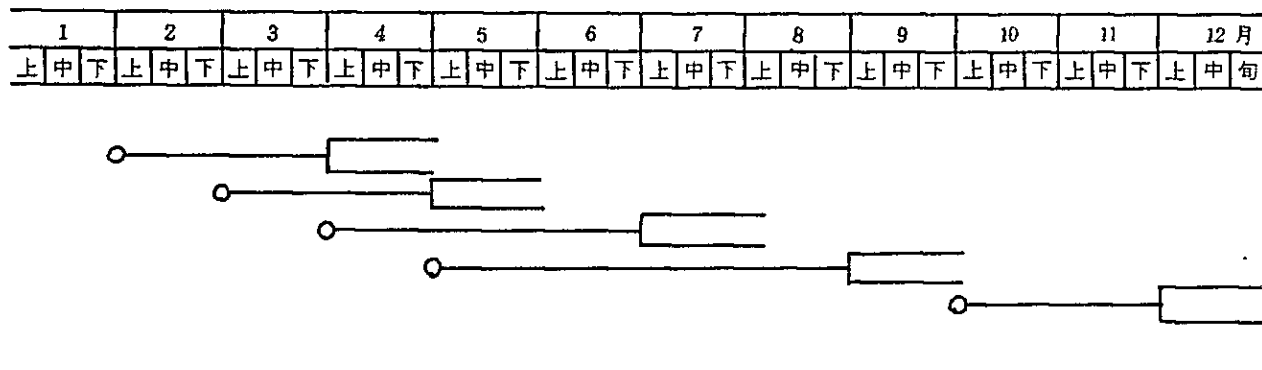 1 2 3 4 5 6 7 8 9 10 11 12月
上 中 下 上 中 下 上 中 下 上 中 下 上 中 下 上 中 下 上 中 下 上 中 下 上 中 下 上 中 下 上 中 下 上 中 旬